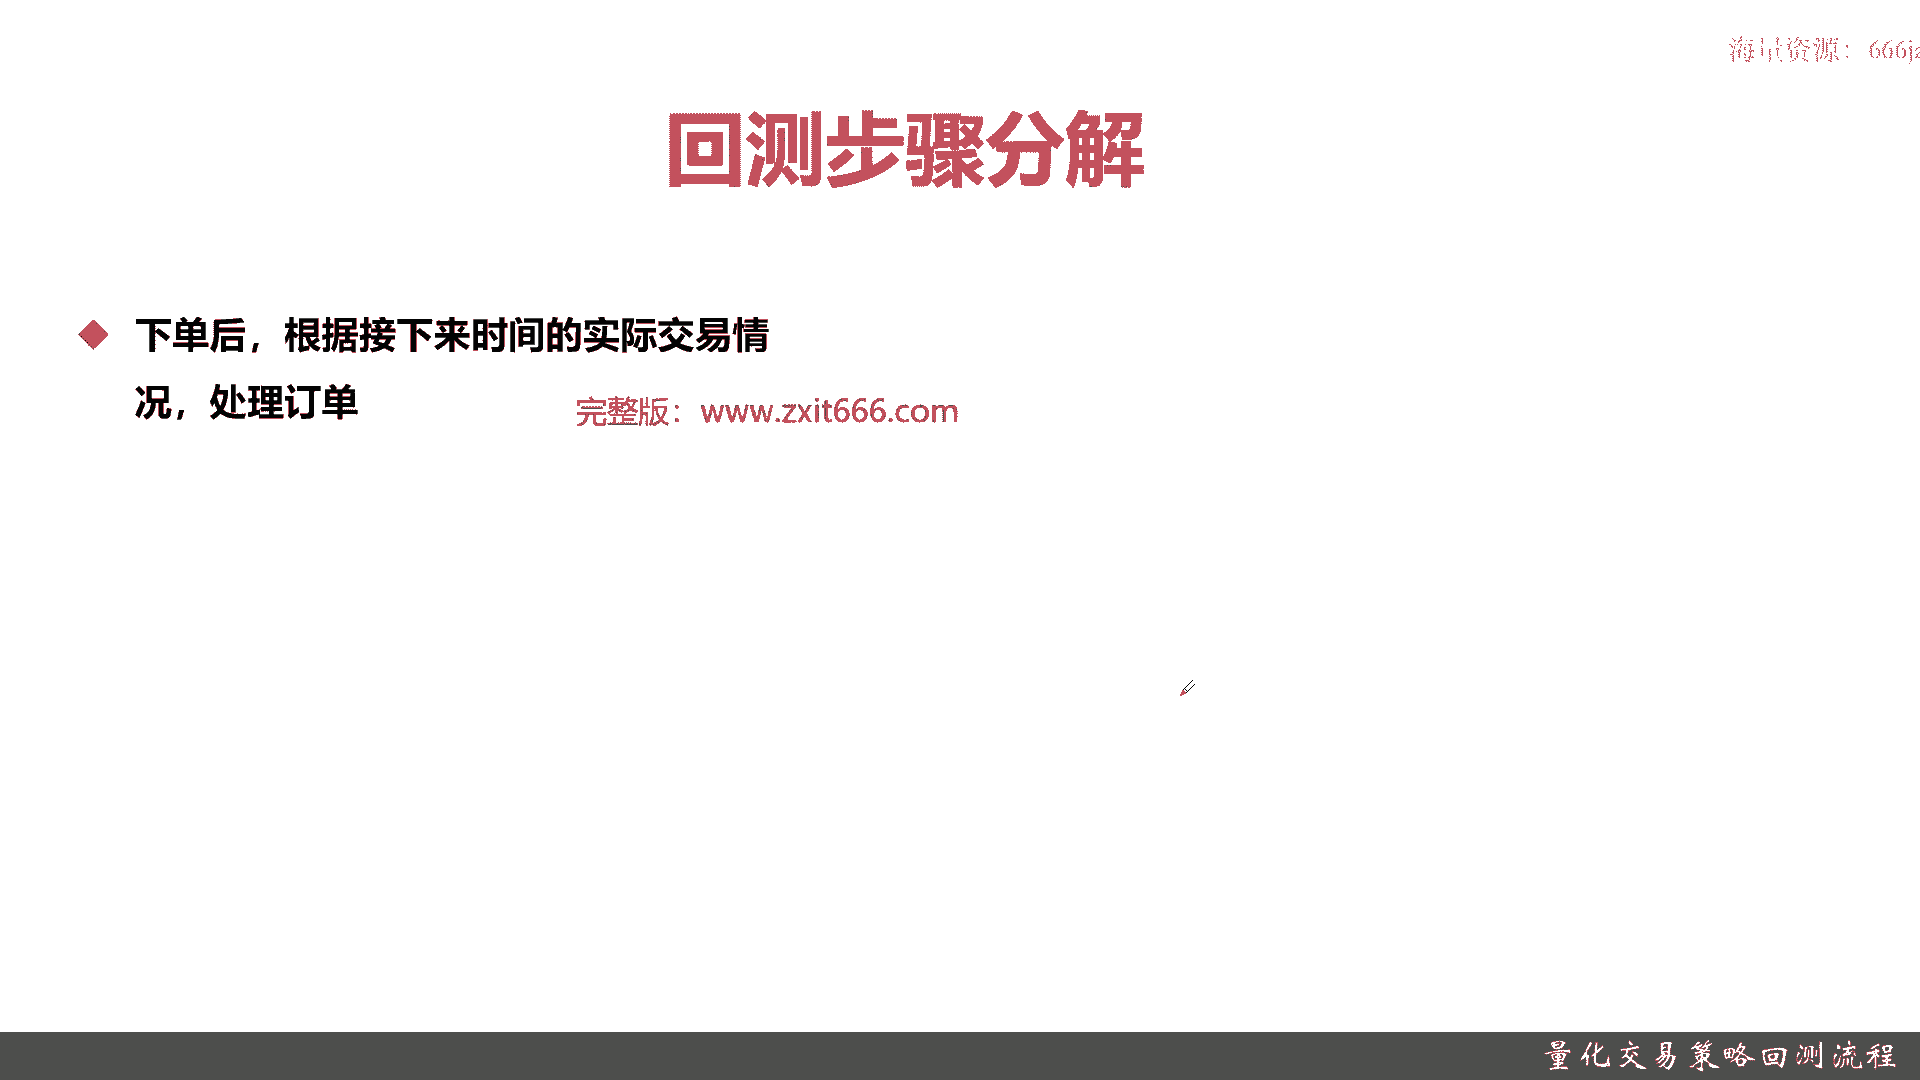 海量资源：666ja
回测步骤分解
下单后，根据接下来时间的实际交易情
况，处理订单
完整版：www.zxit666.com
量化交易策略回测流程